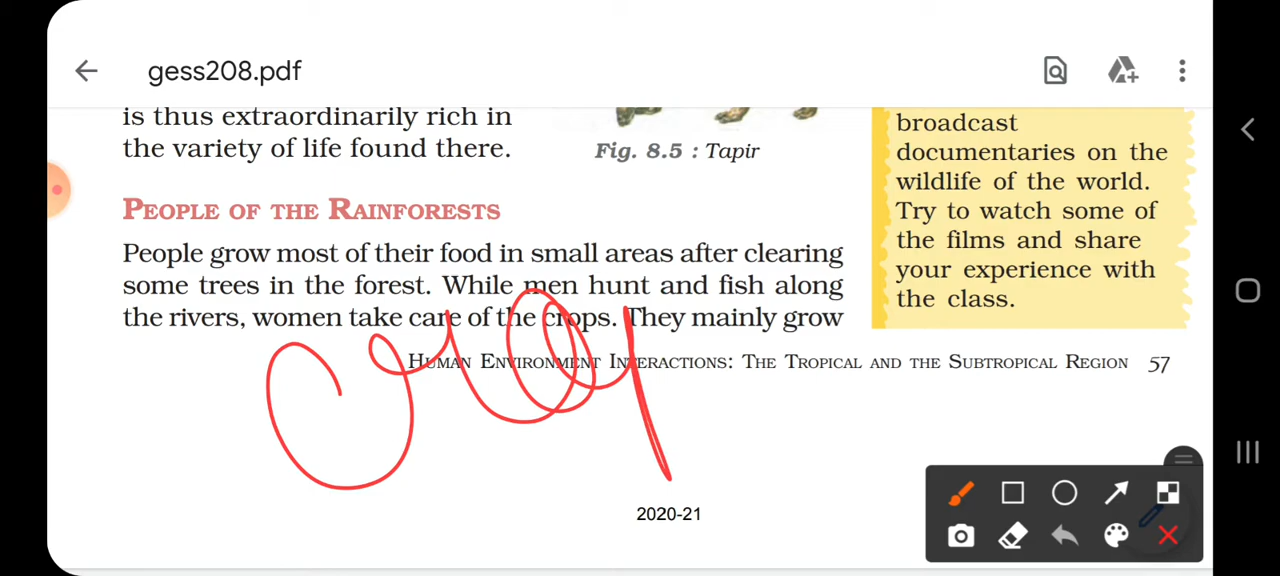 gess208.pdf
is thus extraordinarily rich in
the variety of life found there.
Fig. 8.5 : Tapir
PEOPLE OF THE RAINFORESTS
People grow most of their food in small areas after clearing
some trees in the forest. While men hunt and fish along
the rivers, women take care of the crops. They mainly grow
broadcast
documentaries on the
wildlife of the world.
Try to watch some of
the films and share
your experience with
the class.
HUMAN ENVIRONMENT INTERACTIONS: THE TROPICAL AND THE SUBTROPICAL REGION 57
2020-21